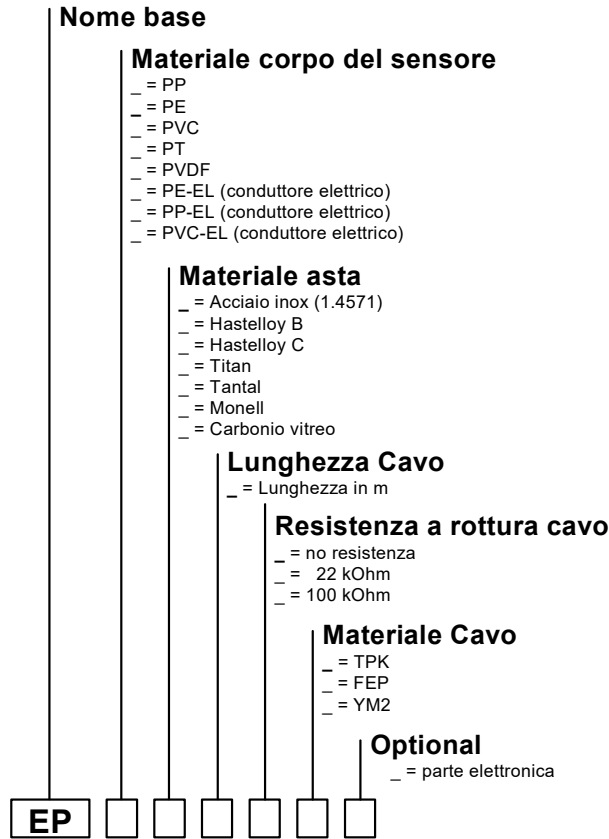 Nome base
Materiale corpo del sensore
_ = PP
_ = PE
_ = PVC
_ = PT
_ = PVDF
_ = PE-EL (conduttore elettrico)
_ = PP-EL (conduttore elettrico)
_ = PVC-EL (conduttore elettrico)
Materiale asta
_ = Acciaio inox (1.4571)
_ = Hastelloy B
_ = Hastelloy C
_ = Titan
_ = Tantal
_ = Monell
_ = Carbonio vitreo
Lunghezza Cavo
_ = Lunghezza in m
Resistenza a rottura cavo
_ = no resistenza
_ = 22 kOhm
_ = 100 kOhm
Materiale Cavo
_ = TPK
_ = FEP
_ = YM2
Optional
_ = parte elettronica
EP